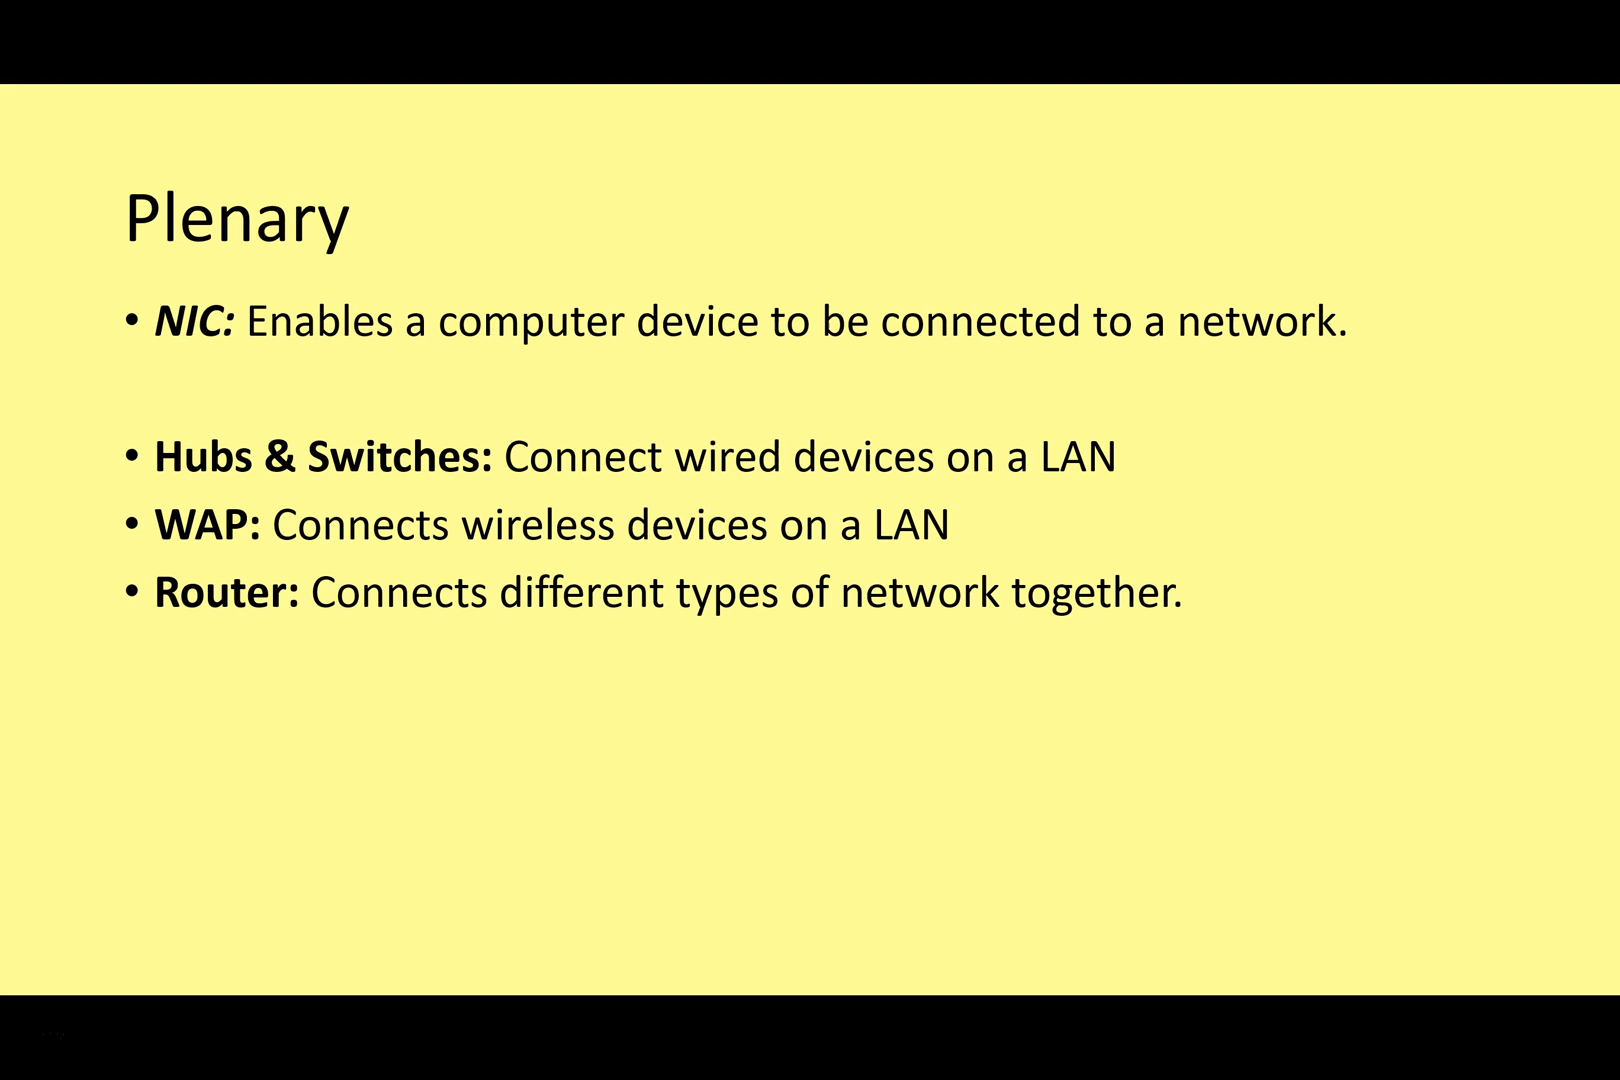 Plenary
• NIC: Enables a computer device to be connected to a network.
• Hubs & Switches: Connect wired devices on a LAN
• WAP: Connects wireless devices on a LAN
• Router: Connects different types of network together.